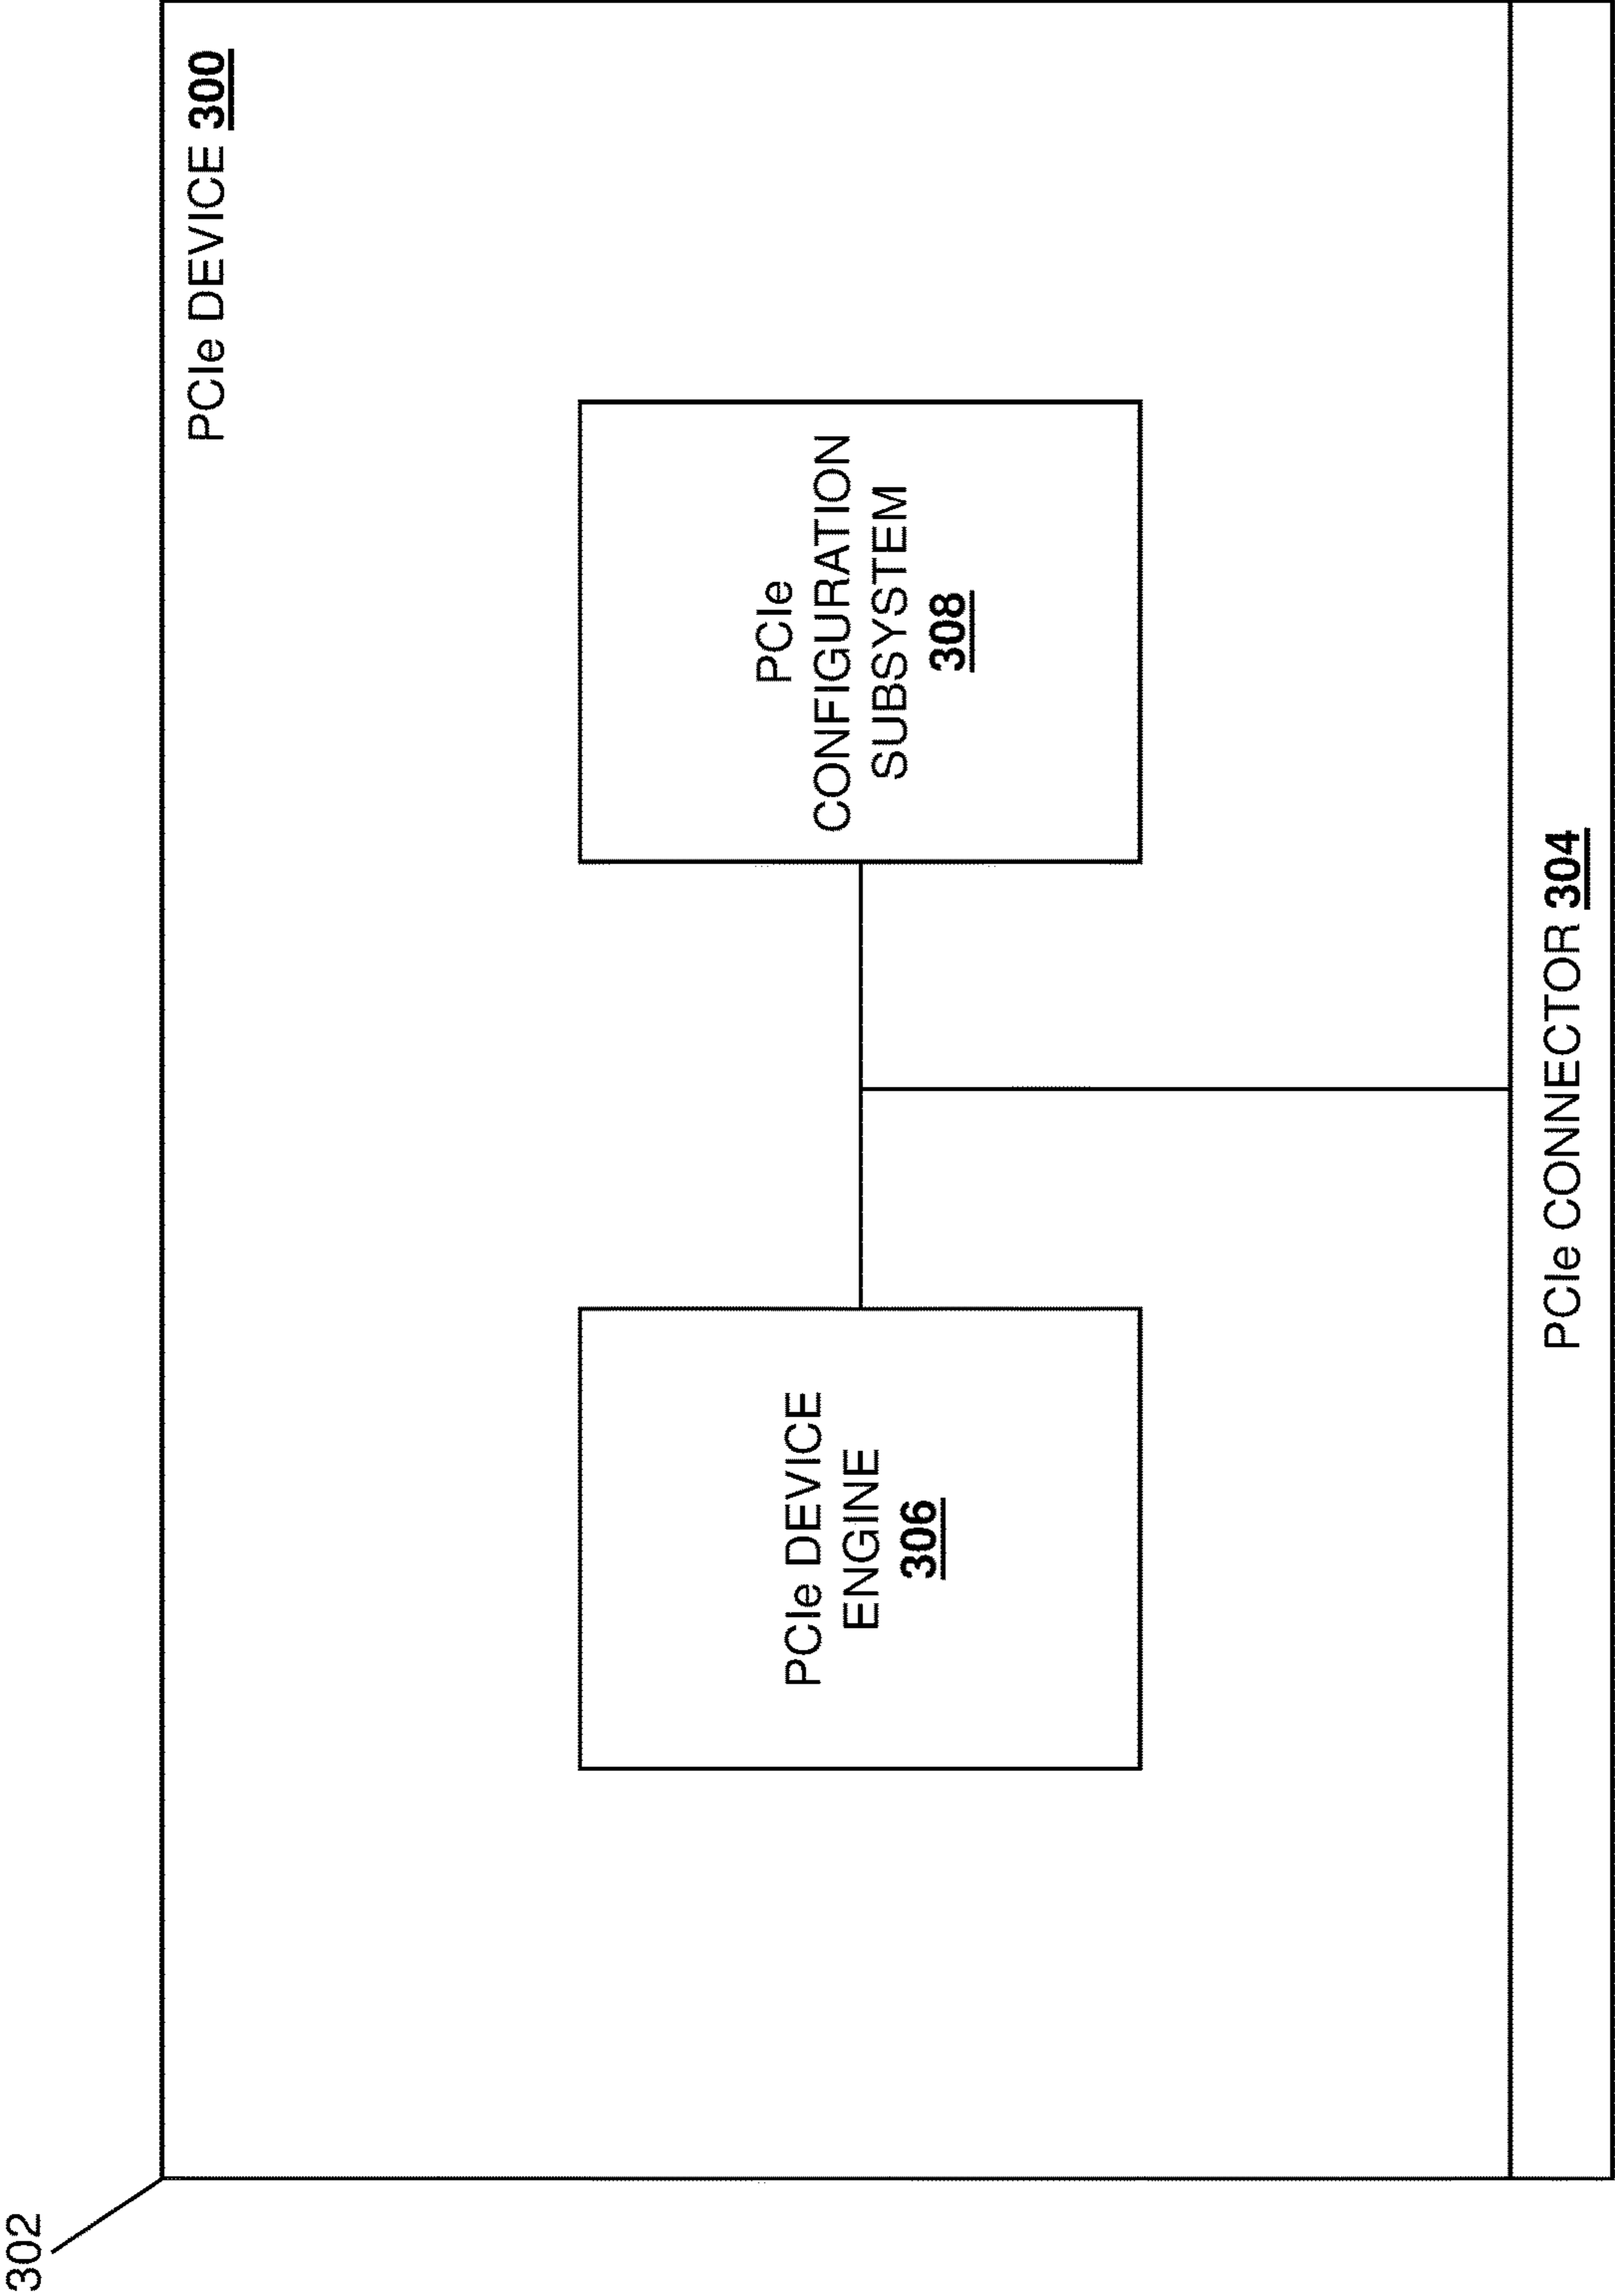 302
PCIe DEVICE 300
PCIe DEVICE
ENGINE
306
PCIe
CONFIGURATION
SUBSYSTEM
308
PCIe CONNECTOR 304